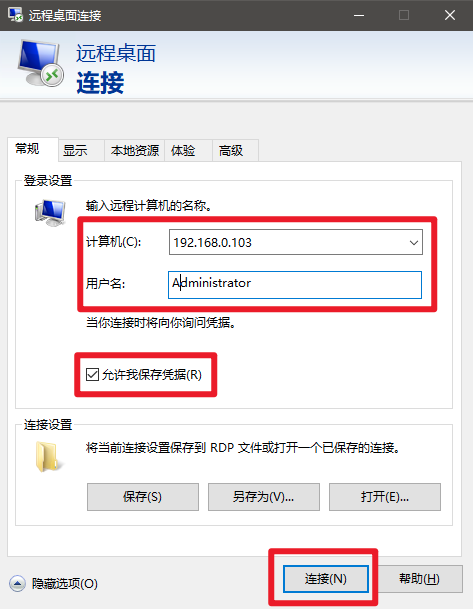 远程桌面连接
远程桌面
连接
常规 显示 本地资源 体验 高级
登录设置
输入远程计算机的名称。
计算机(C): 192.168.0.103
用户名: Administrator
当你连接时将向你询问凭据。
允许我保存凭据(R)
连接设置
将当前连接设置保存到 RDP 文件或打开一个已保存的连接。
保存(S) 另存为(V)... 打开(E)...
隐藏选项(O) 连接(N) 帮助(H)